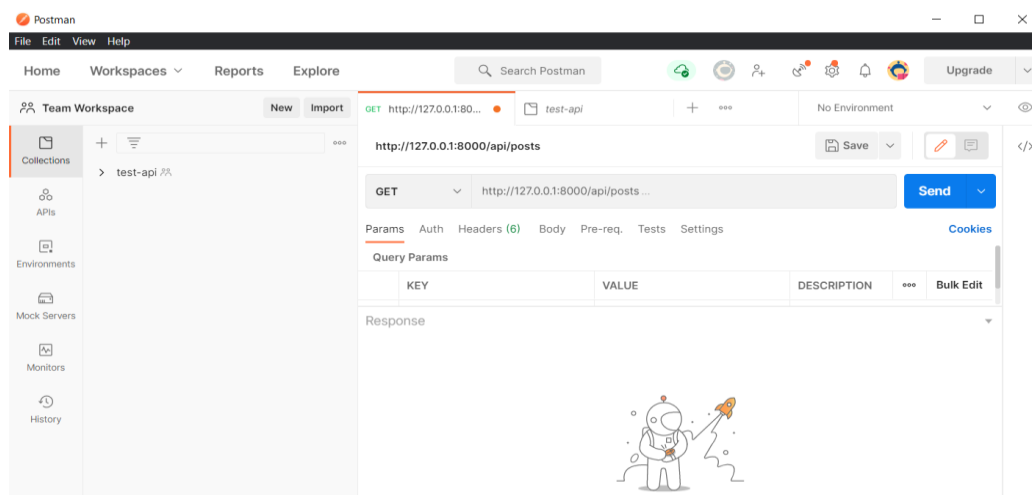 Postman
File Edit View Help
Home Workspaces Reports Explore Search Postman Upgrade
Team Workspace New Import GET http://127.0.0.1:80... test-api No Environment
Collections
test-api
http://127.0.0.1:8000/api/posts Save
GET http://127.0.0.1:8000/api/posts ... Send
APIs
Params Auth Headers (6) Body Pre-req. Tests Settings Cookies
Environments
Query Params
KEY VALUE DESCRIPTION Bulk Edit
Mock Servers
Response
Monitors
History